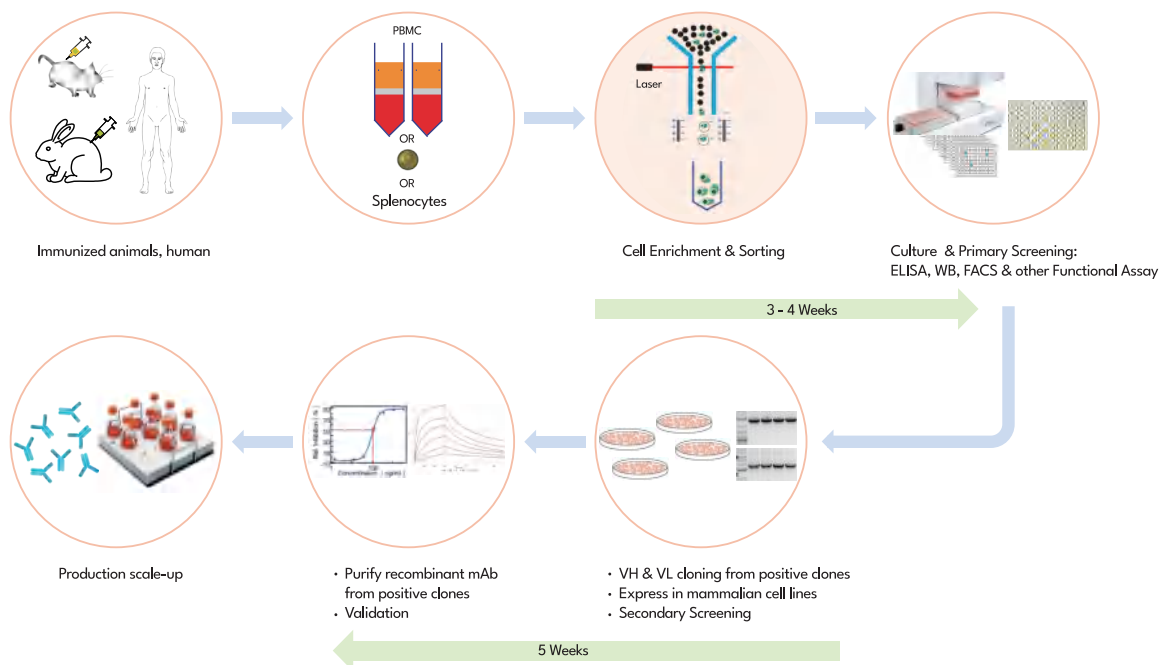 PBMC
OR
OR
Splenocytes
Laser
Immunized animals, human
Cell Enrichment & Sorting
Culture & Primary Screening:
ELISA, WB, FACS & other Functional Assay
3 - 4 Weeks
Concentration
Production scale-up
· Purify recombinant mAb
from positive clones
· Validation
· VH & VL cloning from positive clones
· Express in mammalian cell lines
· Secondary Screening
5 Weeks